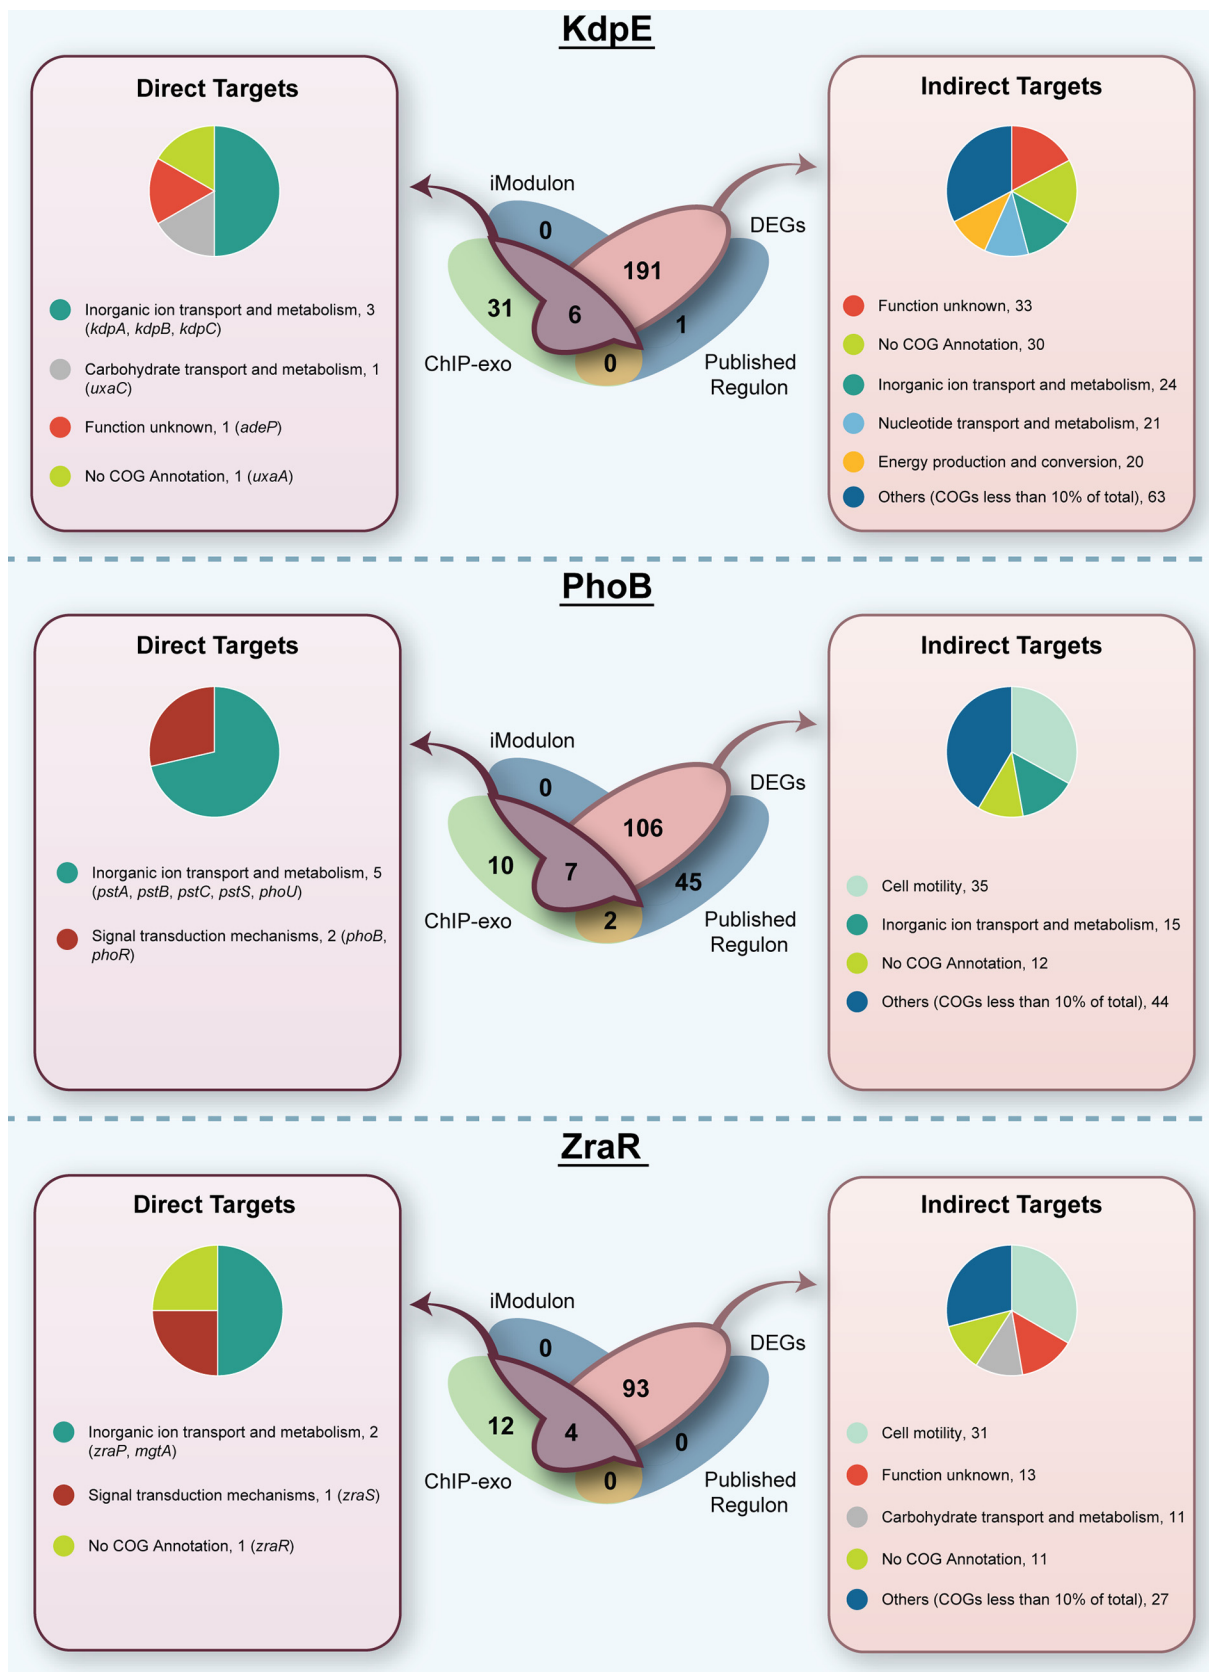 KdpE
Direct Targets
Inorganic ion transport and metabolism, 3
(kdpA, kdpB, kdpC)
Carbohydrate transport and metabolism, 1
(uxaC)
Function unknown, 1 (adeP)
No COG Annotation, 1 (uxaA)
iModulon
DEGs
0
191
31
6
1
0
ChIP-exo
Published
Regulon
Indirect Targets
Function unknown, 33
No COG Annotation, 30
Inorganic ion transport and metabolism, 24
Nucleotide transport and metabolism, 21
Energy production and conversion, 20
Others (COGs less than 10% of total), 63
PhoB
Direct Targets
Inorganic ion transport and metabolism, 5
(pstA, pstB, pstC, pstS, phoU)
Signal transduction mechanisms, 2 (phoB,
phoR)
iModulon
DEGs
0
106
10
7
45
2
ChIP-exo
Published
Regulon
Indirect Targets
Cell motility, 35
Inorganic ion transport and metabolism, 15
No COG Annotation, 12
Others (COGs less than 10% of total), 44
ZraR
Direct Targets
Inorganic ion transport and metabolism, 2
(zraP, mgtA)
Signal transduction mechanisms, 1 (zraS)
No COG Annotation, 1 (zraR)
iModulon
DEGs
0
93
12
4
0
0
ChIP-exo
Published
Regulon
Indirect Targets
Cell motility, 31
Function unknown, 13
Carbohydrate transport and metabolism, 11
No COG Annotation, 11
Others (COGs less than 10% of total), 27